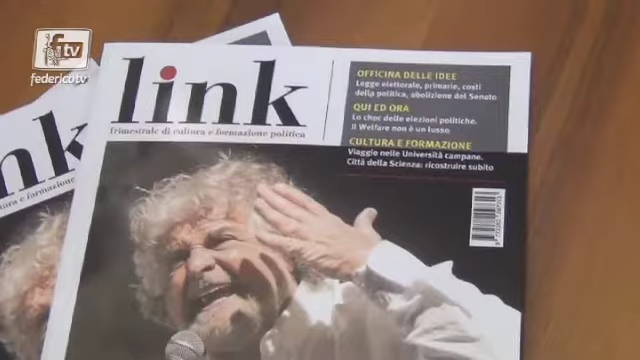 f tv
federicotv
link
trimestrale di cultura e formazione politica
OFFICINA DELLE IDEE
Legge elettorale, primarie, costi
della politica, abolizione del Senato
QUI ED ORA
Lo choc delle elezioni politiche.
Il Welfare non è un lusso
CULTURA E FORMAZIONE
Viaggio nelle Università campane.
Città della Scienza: ricostruire subito
nk
ura e formazione